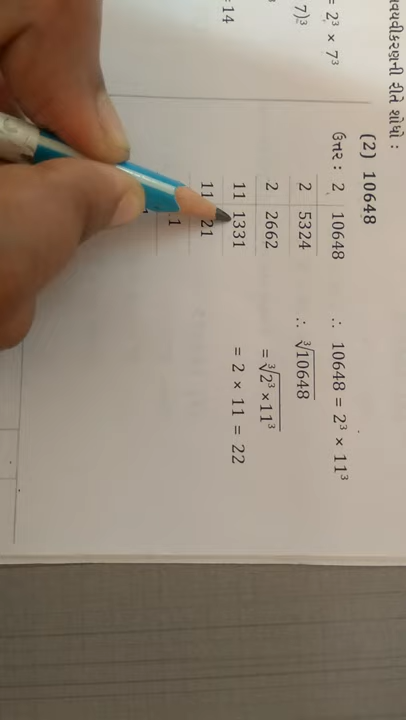 = 2³ × 7³
7)³
= 14
અવયવીકરણની રીતે શોધો :
(2) 10648
ઉત્તર : 2 10648
2 5324
2 2662
11 1331
11 21
1
∴ 10648 = 2³ × 11³
∴ ∛10648
= ∛2³ × 11³
= 2 × 11 = 22